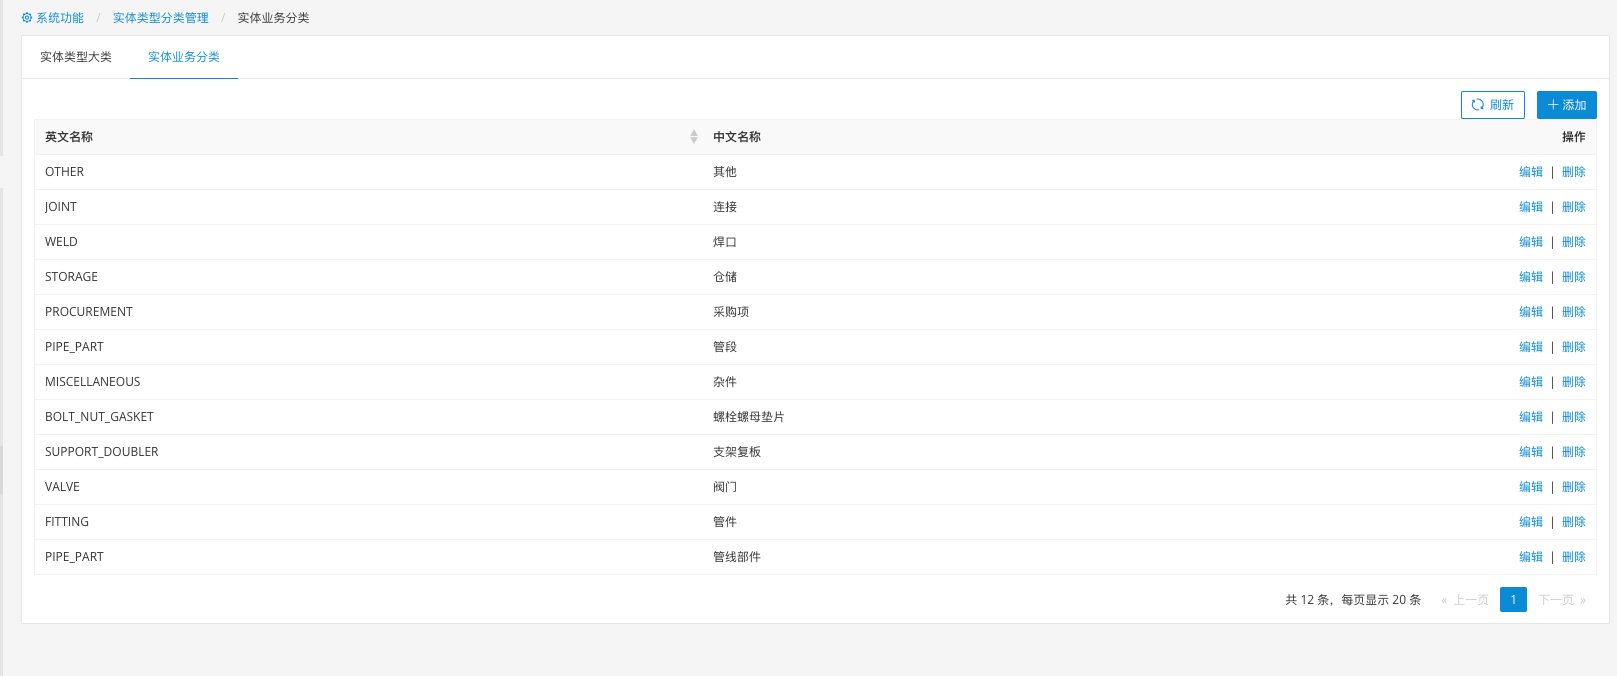 系统功能 / 实体类型分类管理 / 实体业务分类
实体类型大类 实体业务分类
刷新 添加
英文名称 中文名称 操作
OTHER 其他 编辑 | 删除
JOINT 连接 编辑 | 删除
WELD 焊口 编辑 | 删除
STORAGE 仓储 编辑 | 删除
PROCUREMENT 采购项 编辑 | 删除
PIPE_PART 管段 编辑 | 删除
MISCELLANEOUS 杂件 编辑 | 删除
BOLT_NUT_GASKET 螺栓螺母垫片 编辑 | 删除
SUPPORT_DOUBLER 支架复板 编辑 | 删除
VALVE 阀门 编辑 | 删除
FITTING 管件 编辑 | 删除
PIPE_PART 管线部件 编辑 | 删除
共 12 条，每页显示 20 条 « 上一页 1 下一页 »